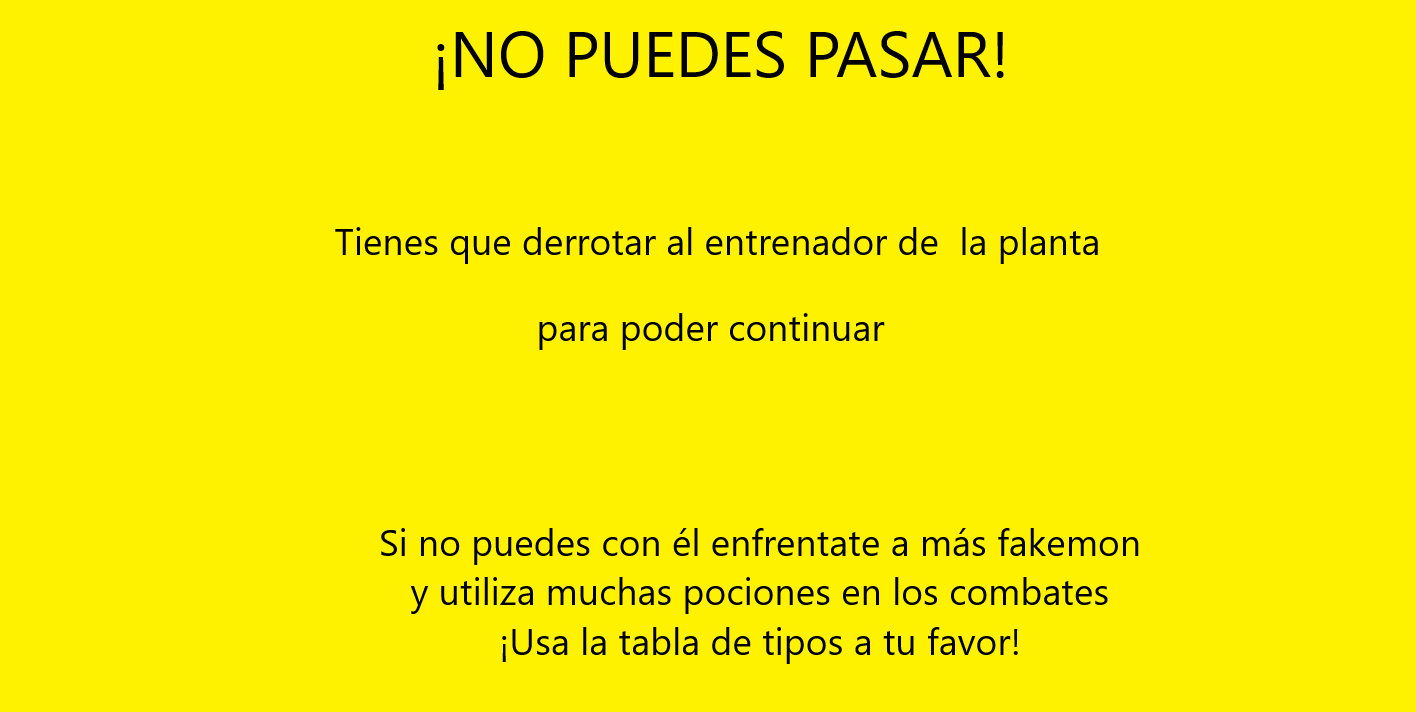 ¡NO PUEDES PASAR!
Tienes que derrotar al entrenador de  la planta
para poder continuar
Si no puedes con él enfrentate a más fakemon
y utiliza muchas pociones en los combates
¡Usa la tabla de tipos a tu favor!